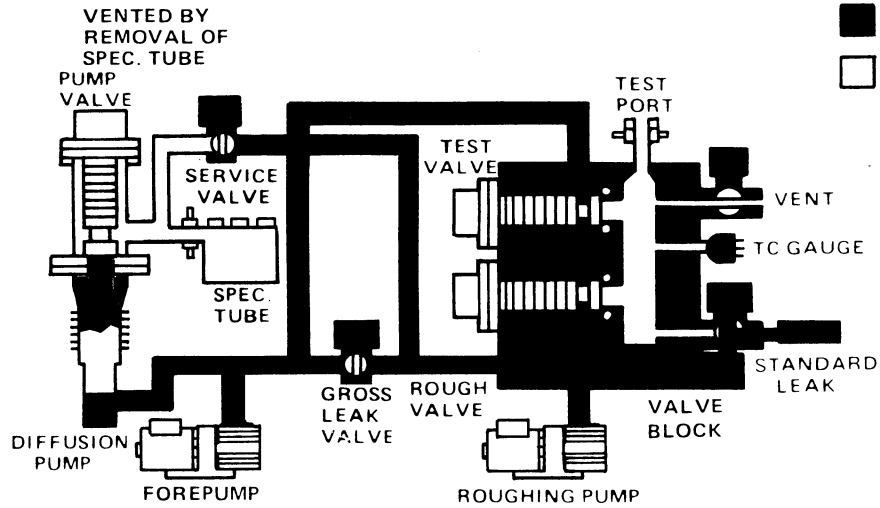 VENTED BY
REMOVAL OF
SPEC. TUBE
PUMP
VALVE
SERVICE
VALVE
SPEC.
TUBE
TEST
VALVE
TEST
PORT
VENT
TC GAUGE
STANDARD
LEAK
GROSS
LEAK
VALVE
ROUGH
VALVE
VALVE
BLOCK
DIFFUSION
PUMP
FOREPUMP
ROUGHING PUMP